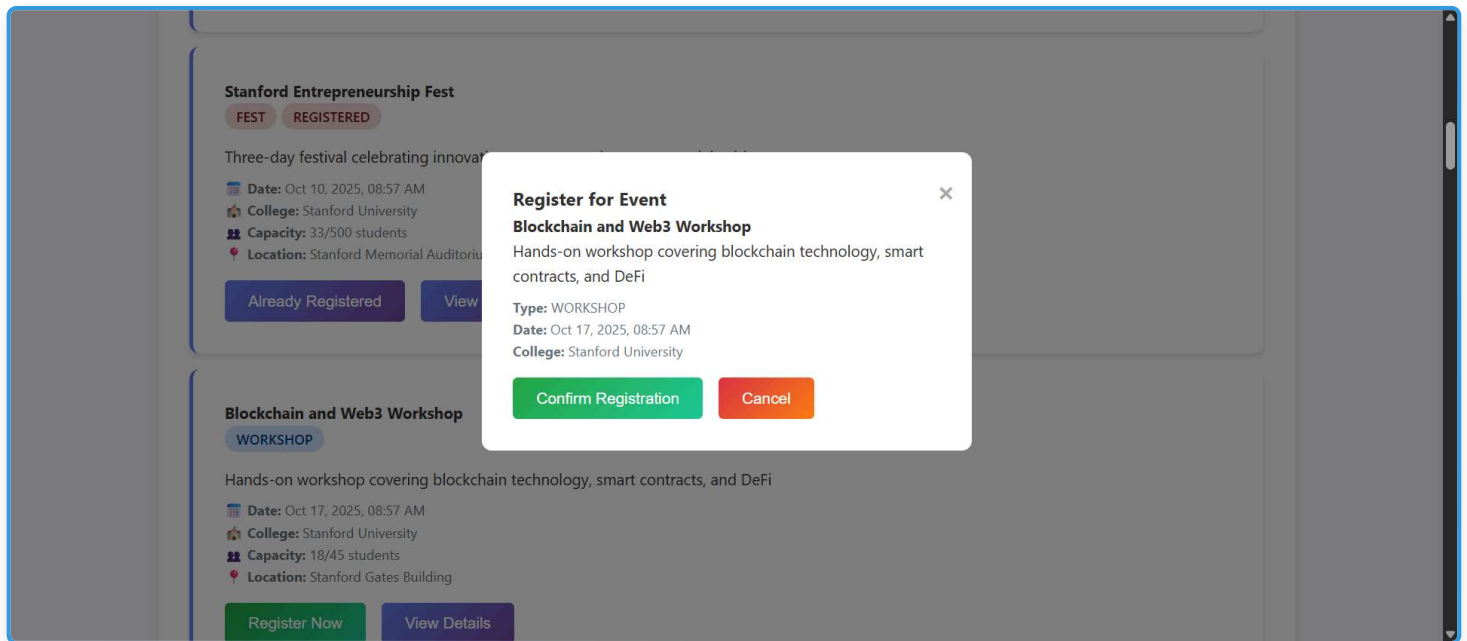 Stanford Entrepreneurship Fest
FEST REGISTERED
Three-day festival celebrating
Date: Oct 10, 2025, 08:57 AM
College: Stanford University
Capacity: 33/500 students
Location: Stanford Memorial
Already Registered View
Register for Event ×
Blockchain and Web3 Workshop
Hands-on workshop covering blockchain technology, smart
contracts, and DeFi
Type: WORKSHOP
Date: Oct 17, 2025, 08:57 AM
College: Stanford University
Confirm Registration Cancel
Blockchain and Web3 Workshop
WORKSHOP
Hands-on workshop covering blockchain technology, smart contracts, and DeFi
Date: Oct 17, 2025, 08:57 AM
College: Stanford University
Capacity: 18/45 students
Location: Stanford Gates Building
Register Now View Details